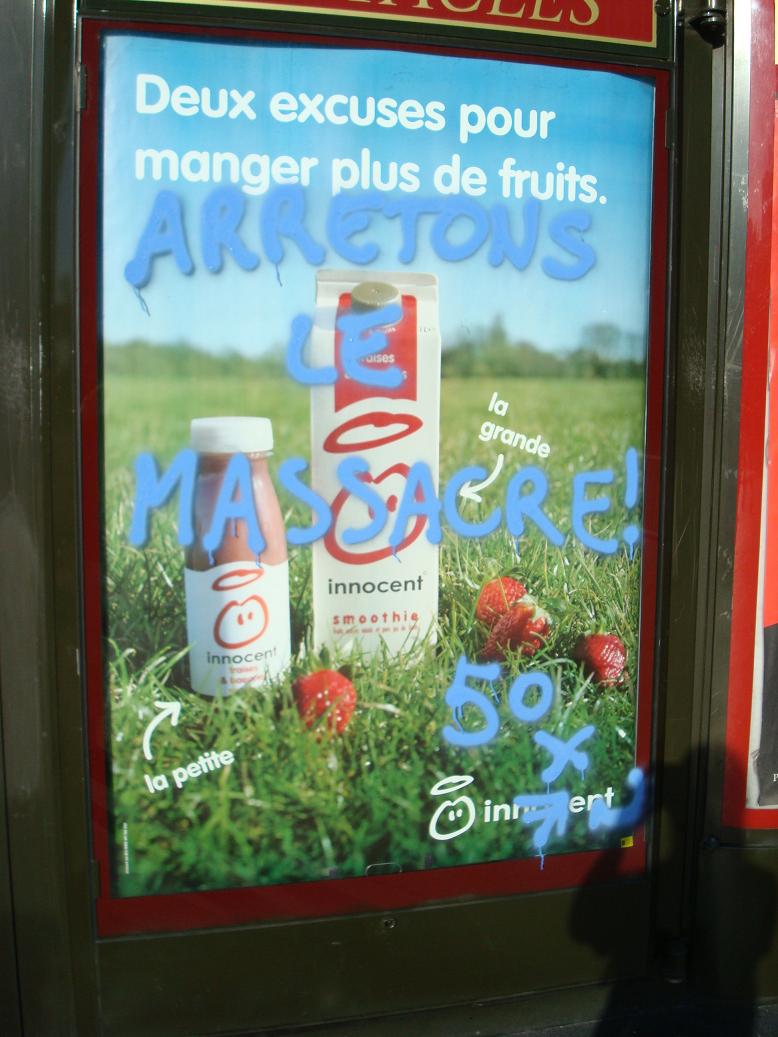 Deux excuses pour
manger plus de fruits.
ARRETONS
LE
MASSACRE!
la
grande
innocent
smoothie
innocent
fraises
la petite
50
x
innocent